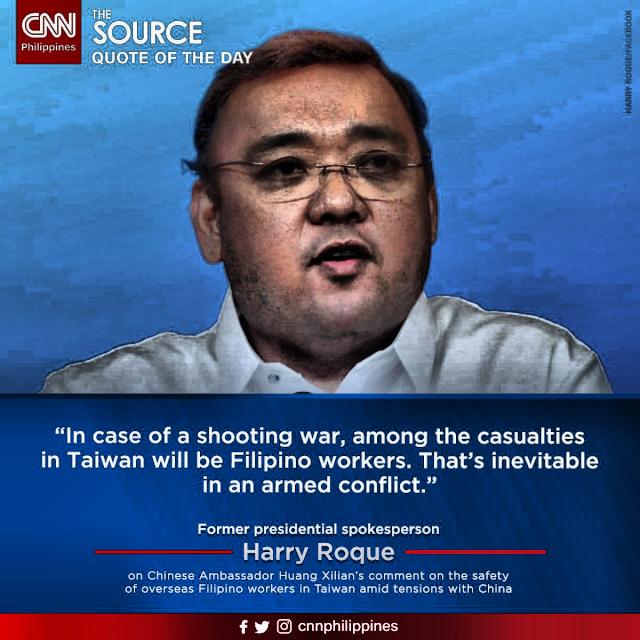 CNN
Philippines
THE
SOURCE
QUOTE OF THE DAY
HARRY ROQUE/FACEBOOK
“In case of a shooting war, among the casualties
in Taiwan will be Filipino workers. That’s inevitable
in an armed conflict.”
Former presidential spokesperson
Harry Roque
on Chinese Ambassador Huang Xilian’s comment on the safety
of overseas Filipino workers in Taiwan amid tensions with China
cnnphilippines